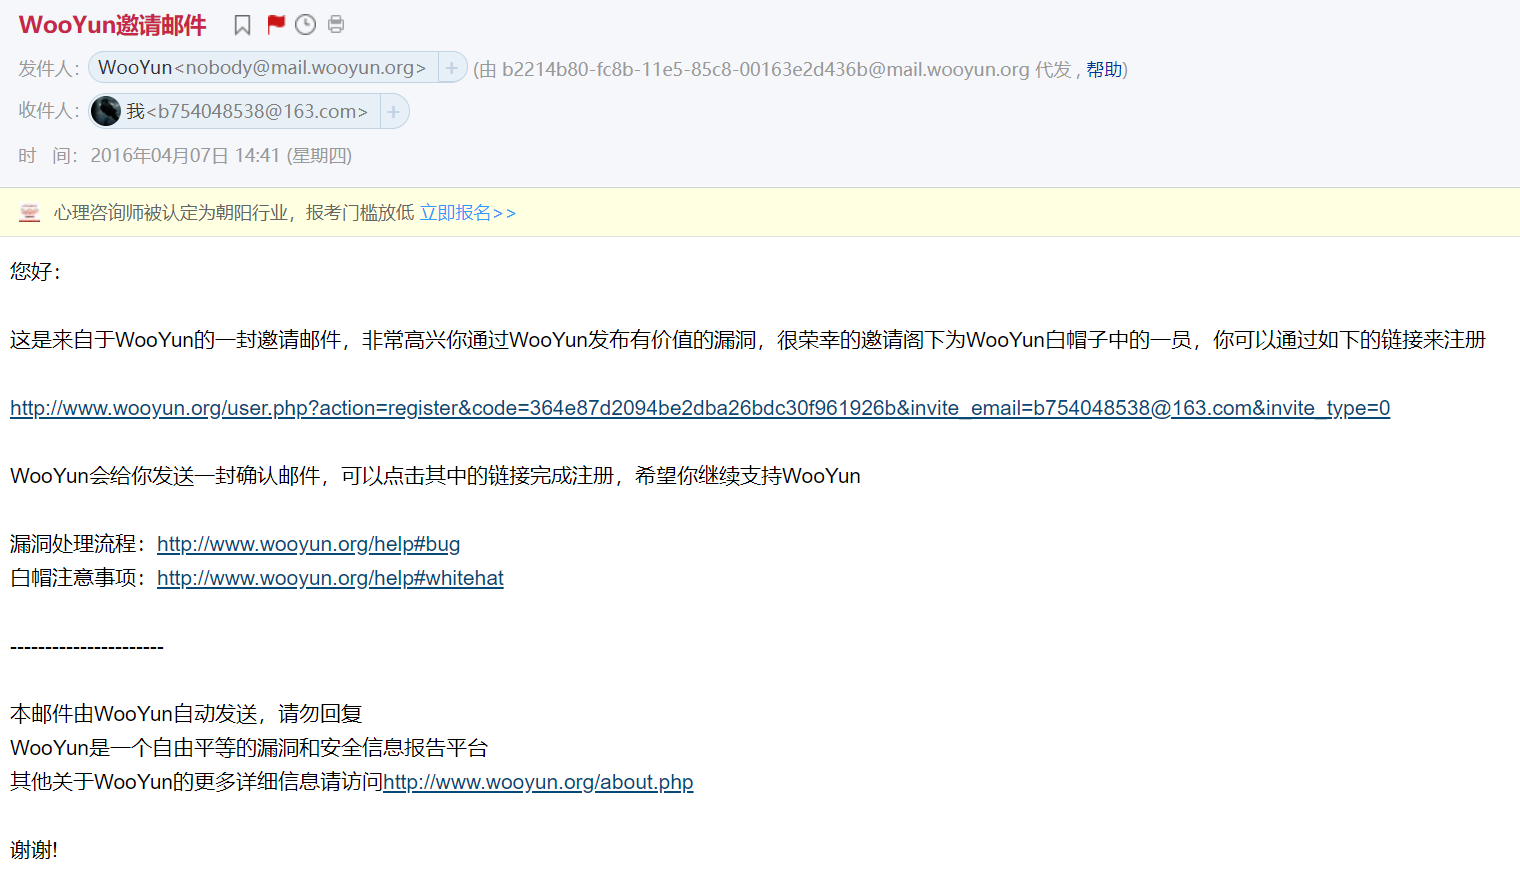 WooYun邀请邮件
发件人： WooYun<nobody@mail.wooyun.org> + (由 b2214b80-fc8b-11e5-85c8-00163e2d436b@mail.wooyun.org 代发 , 帮助)
收件人： 我<b754048538@163.com> +
时 间： 2016年04月07日 14:41 (星期四)
心理咨询师被认定为朝阳行业，报考门槛放低 立即报名>>
您好：
这是来自于WooYun的一封邀请邮件，非常高兴你通过WooYun发布有价值的漏洞，很荣幸的邀请阁下为WooYun白帽子中的一员，你可以通过如下的链接来注册
http://www.wooyun.org/user.php?action=register&code=364e87d2094be2dba26bdc30f961926b&invite_email=b754048538@163.com&invite_type=0
WooYun会给你发送一封确认邮件，可以点击其中的链接完成注册，希望你继续支持WooYun
漏洞处理流程：http://www.wooyun.org/help#bug
白帽注意事项：http://www.wooyun.org/help#whitehat
----------------------
本邮件由WooYun自动发送，请勿回复
WooYun是一个自由平等的漏洞和安全信息报告平台
其他关于WooYun的更多详细信息请访问http://www.wooyun.org/about.php
谢谢!